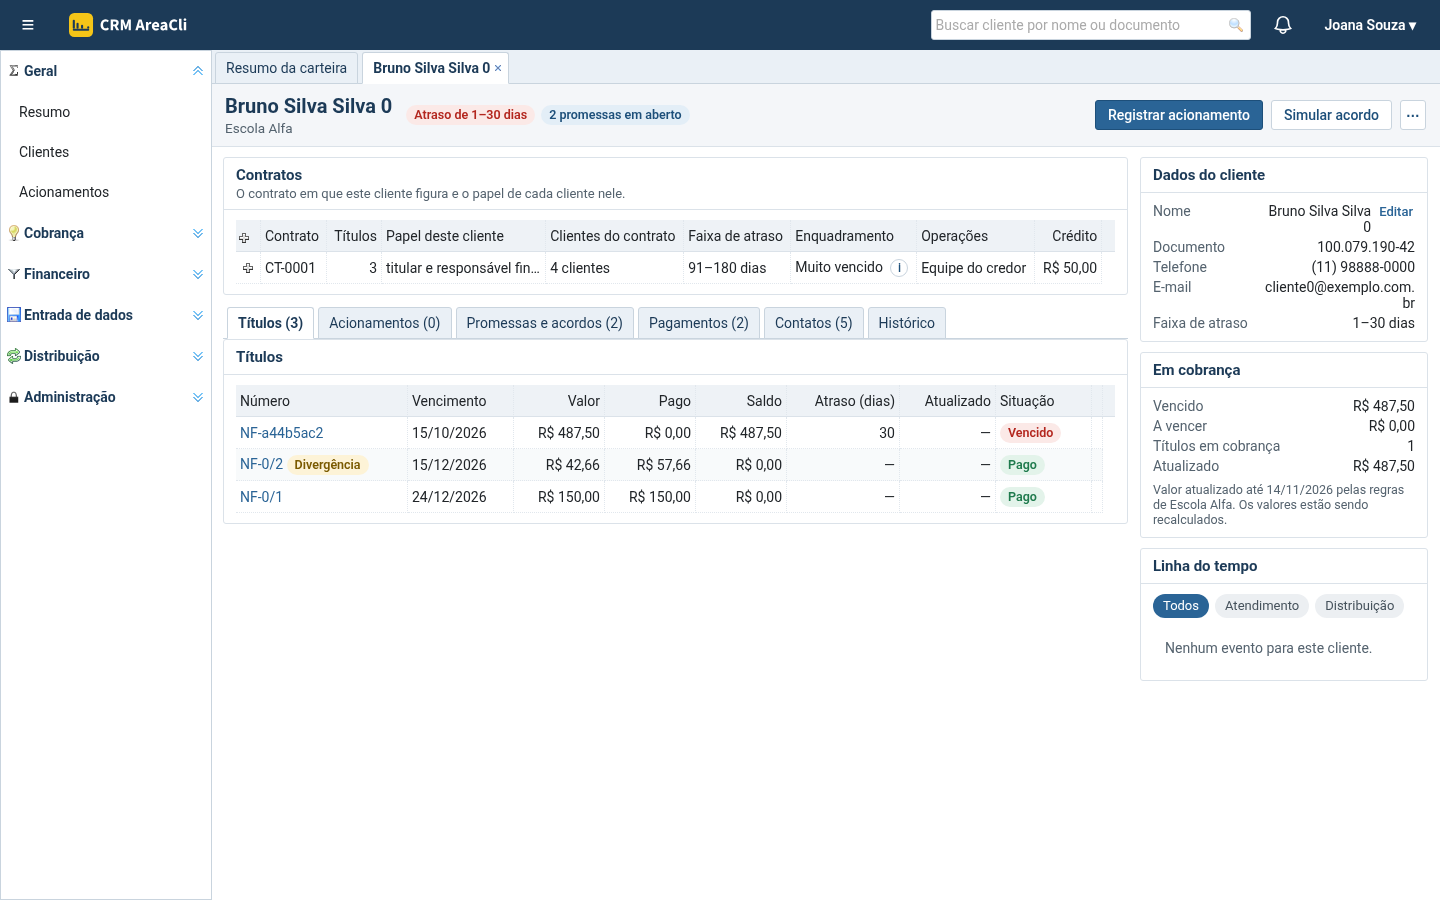 CRM AreaCli
Buscar cliente por nome ou documento
Joana Souza ▾
Geral
Resumo
Clientes
Acionamentos
Cobrança
Financeiro
Entrada de dados
Distribuição
Administração
Resumo da carteira
Bruno Silva Silva 0 ×
Bruno Silva Silva 0
Atraso de 1–30 dias
2 promessas em aberto
Escola Alfa
Registrar acionamento
Simular acordo
···
Contratos
O contrato em que este cliente figura e o papel de cada cliente nele.
Contrato Títulos Papel deste cliente Clientes do contrato Faixa de atraso Enquadramento Operações Crédito
CT-0001 3 titular e responsável fin... 4 clientes 91–180 dias Muito vencido i Equipe do credor R$ 50,00
Títulos (3) Acionamentos (0) Promessas e acordos (2) Pagamentos (2) Contatos (5) Histórico
Títulos
Número Vencimento Valor Pago Saldo Atraso (dias) Atualizado Situação
NF-a44b5ac2 15/10/2026 R$ 487,50 R$ 0,00 R$ 487,50 30 — Vencido
NF-0/2 Divergência 15/12/2026 R$ 42,66 R$ 57,66 R$ 0,00 — — Pago
NF-0/1 24/12/2026 R$ 150,00 R$ 150,00 R$ 0,00 — — Pago
Dados do cliente
Nome Bruno Silva Silva Editar
0
Documento 100.079.190-42
Telefone (11) 98888-0000
E-mail cliente0@exemplo.com.
br
Faixa de atraso 1–30 dias
Em cobrança
Vencido R$ 487,50
A vencer R$ 0,00
Títulos em cobrança 1
Atualizado R$ 487,50
Valor atualizado até 14/11/2026 pelas regras
de Escola Alfa. Os valores estão sendo
recalculados.
Linha do tempo
Todos Atendimento Distribuição
Nenhum evento para este cliente.